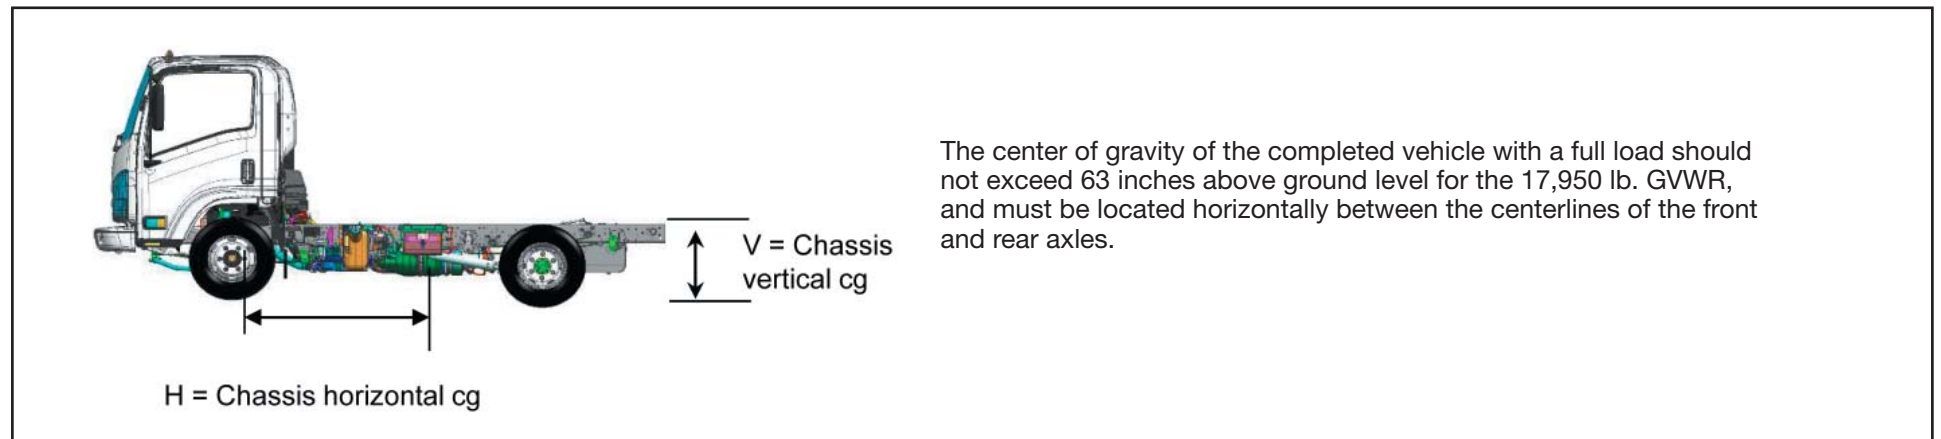 The center of gravity of the completed vehicle with a full load should
not exceed 63 inches above ground level for the 17,950 lb. GVWR,
and must be located horizontally between the centerlines of the front
and rear axles.
V = Chassis
vertical cg
H = Chassis horizontal cg